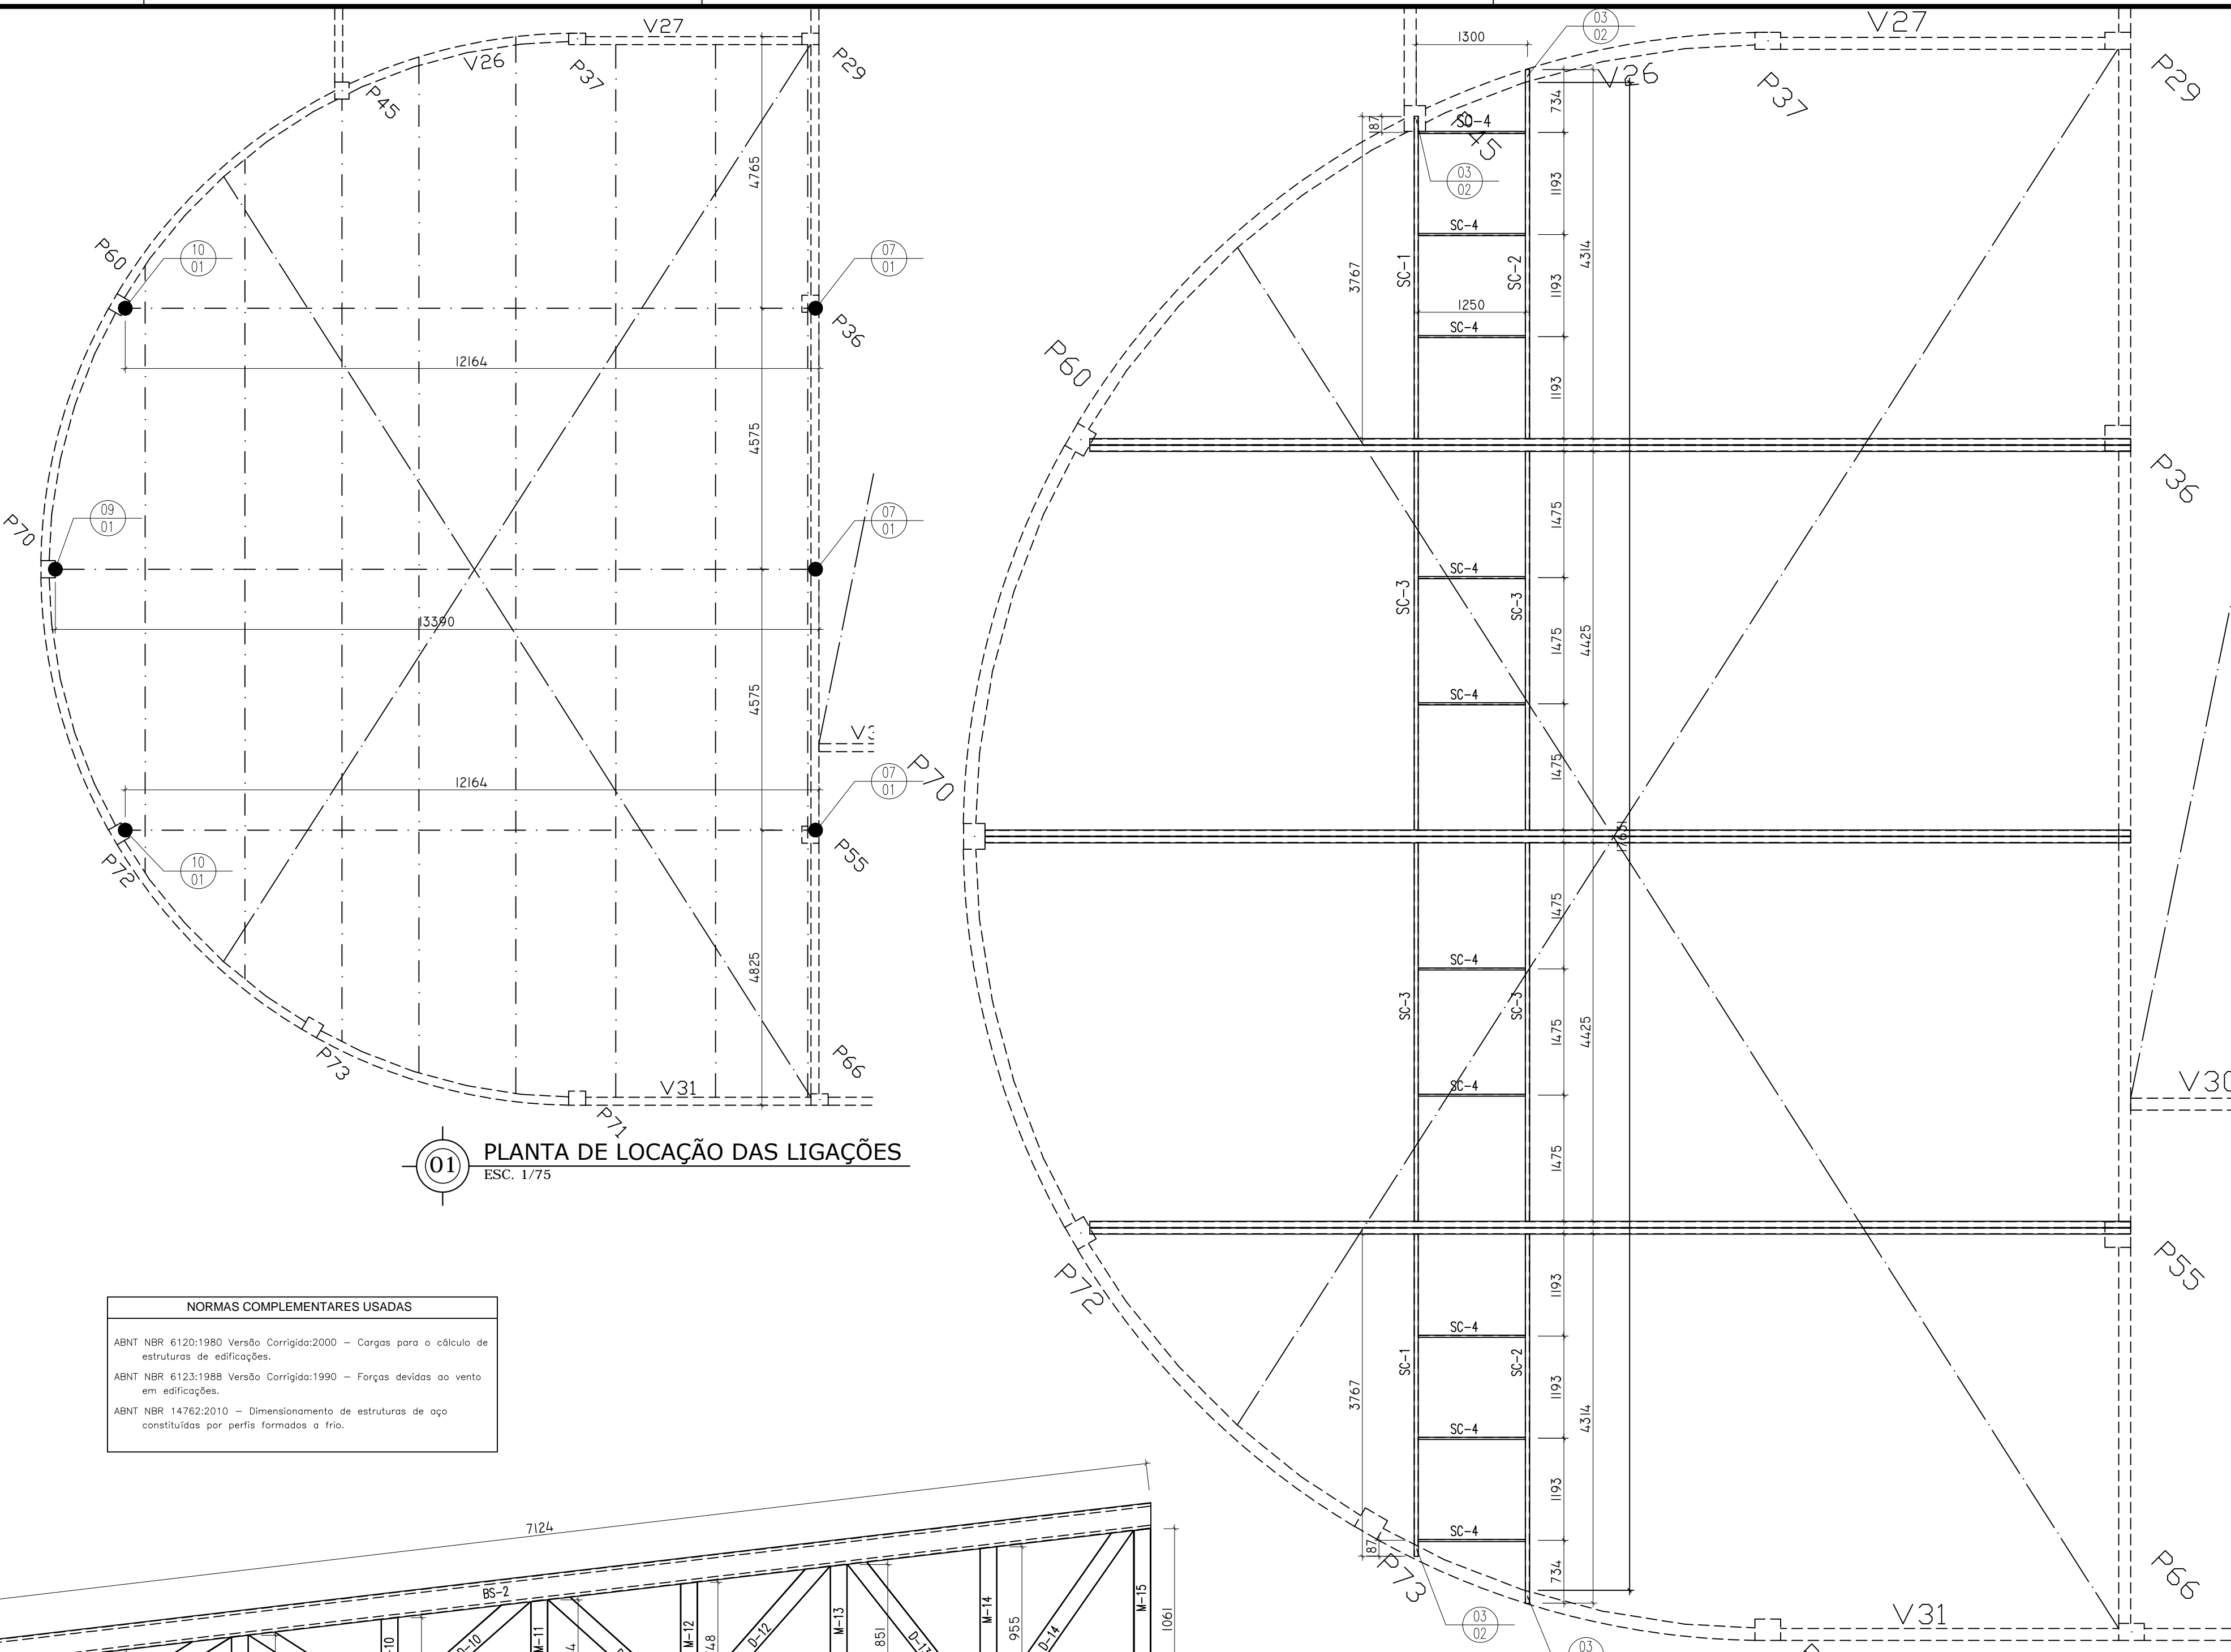 V27
V26
P37
P29
P45
4765
P60
10
01
07
01
P36
12164
4575
09
01
P70
07
01
13390
4575
12164
07
01
P55
P72
10
01
4825
P66
P73
V31
P71
01
PLANTA DE LOCAÇÃO DAS LIGAÇÕES
ESC. 1/75
NORMAS COMPLEMENTARES USADAS
ABNT NBR 6120:1980 Versão Corrigida:2000 – Cargas para o cálculo de
estruturas de edificações.
ABNT NBR 6123:1988 Versão Corrigida:1990 – Forças devidas ao vento
em edificações.
ABNT NBR 14762:2010 – Dimensionamento de estruturas de aço
constituídas por perfis formados a frio.
03
02
1300
V27
V26
P37
P29
734
187
SC-4
P45
03
02
1193
SC-4
SC-1
SC-2
3767
1193
4314
1250
SC-4
P60
1193
P36
1475
SC-4
SC-3
SC-3
1475
4425
SC-4
1475
P70
1475
SC-4
SC-3
SC-3
1475
4425
SC-4
V30
1475
P72
P55
1193
SC-4
SC-1
SC-2
3767
1193
4314
SC-4
1193
SC-4
187
P73
734
P66
03
02
V31
03
7124
BS-2
D-10
M-11
M-12
D-12
M-13
851
D-13
M-14
955
D-14
M-15
1061